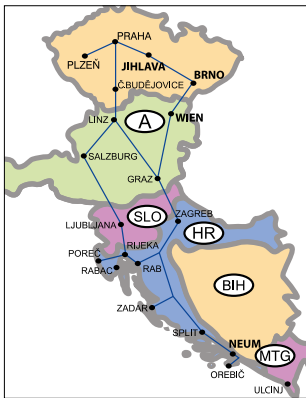 PRAHA
PLZEŇ
JIHLAVA
BRNO
Č.BUDĚJOVICE
LINZ
A
WIEN
SALZBURG
GRAZ
SLO
ZAGREB
LJUBLJANA
HR
RIJEKA
POREČ
RABAC
RAB
BIH
ZADAR
SPLIT
NEUM
MTG
OREBIČ
ULCINJ